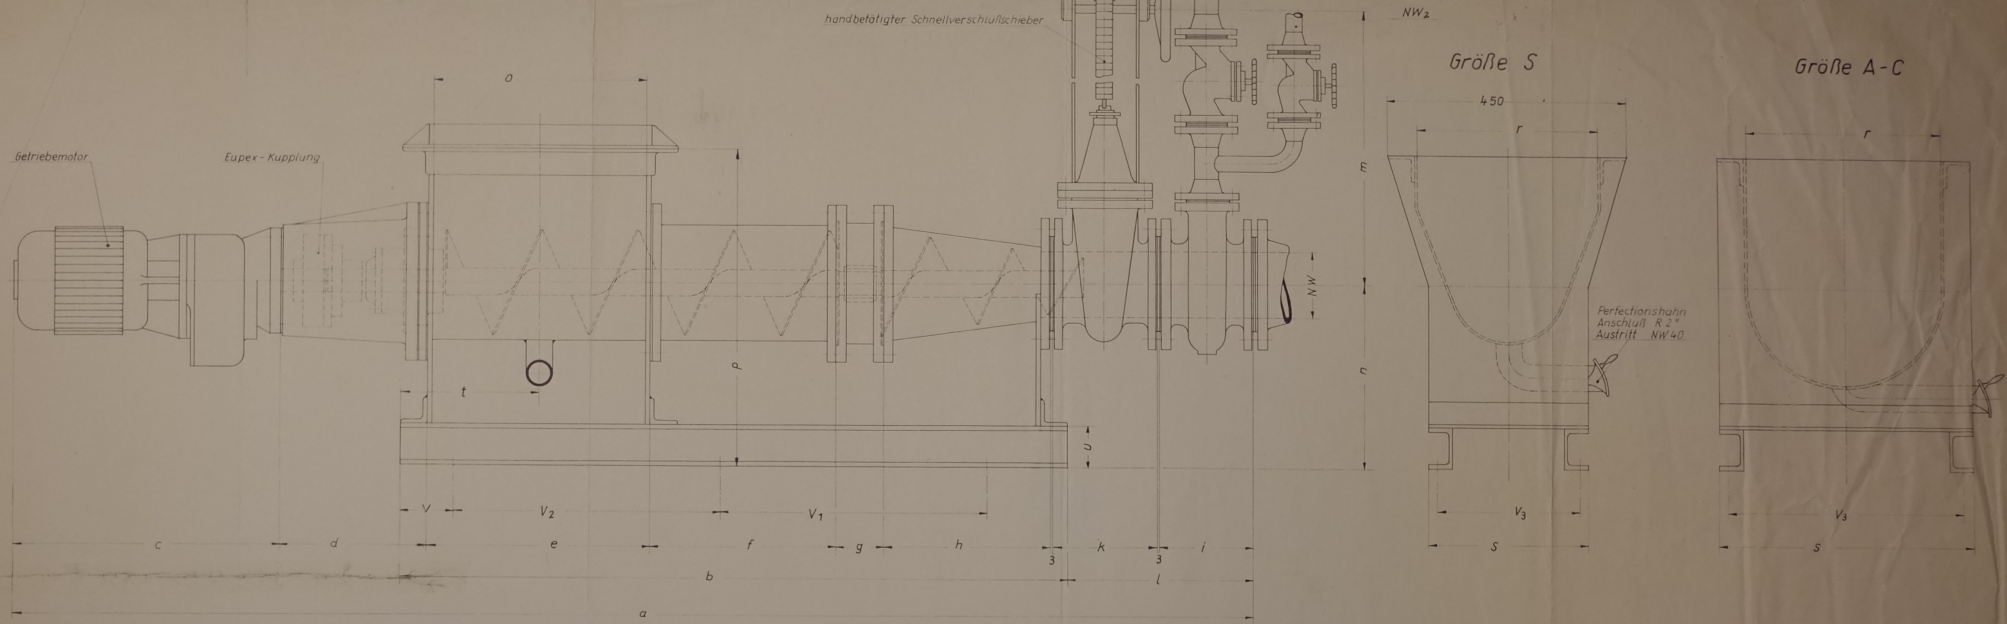 handbetätigter Schnellverschlußschieber
NW₂
Größe S
Größe A-C
o
450
r
r
Getriebemotor
Eupex-Kupplung
m
NW
Perfectionshahn
Anschluß R 2"
Austritt NW 40
p
n
t
u
v
V₂
V₁
V₃
V₃
c
d
e
f
g
h
k
i
S
s
3
3
b
l
a